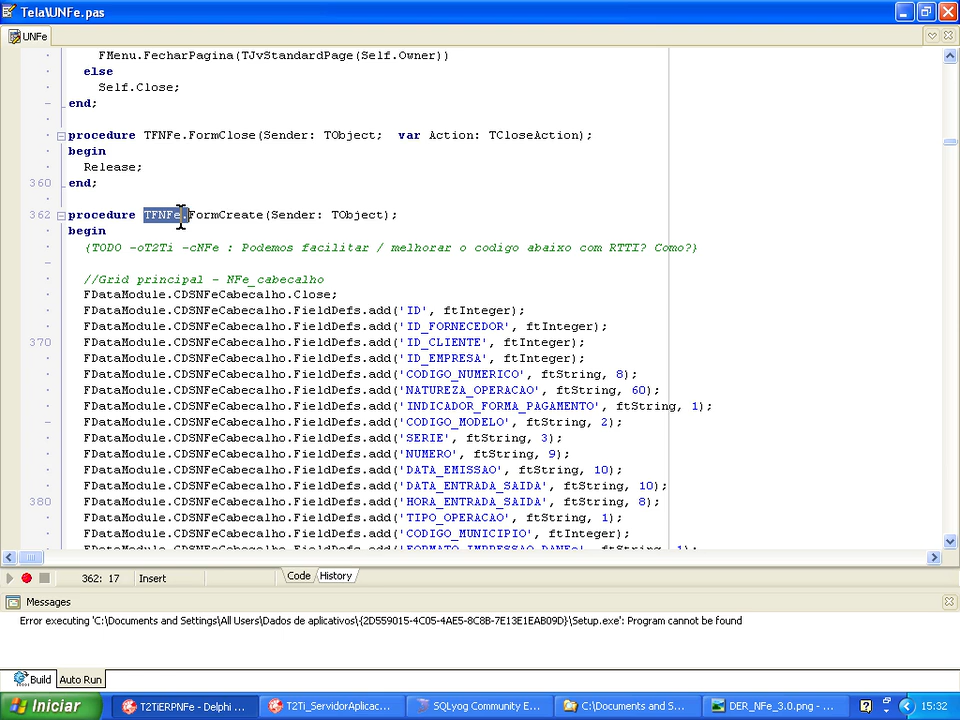 Tela\UNFe.pas
UNFe
FMenu.FecharPagina(TJvStandardPage(Self.Owner))
else
Self.Close;
end;
procedure TFNFe.FormClose(Sender: TObject;  var Action: TCloseAction);
begin
Release;
360 end;
362 procedure TFNFe.FormCreate(Sender: TObject);
begin
{TODO -oT2Ti -cNFe : Podemos facilitar / melhorar o codigo abaixo com RTTI? Como?}
//Grid principal - NFe_cabecalho
FDataModule.CDSNFeCabecalho.Close;
FDataModule.CDSNFeCabecalho.FieldDefs.add('ID', ftInteger);
FDataModule.CDSNFeCabecalho.FieldDefs.add('ID_FORNECEDOR', ftInteger);
370 FDataModule.CDSNFeCabecalho.FieldDefs.add('ID_CLIENTE', ftInteger);
FDataModule.CDSNFeCabecalho.FieldDefs.add('ID_EMPRESA', ftInteger);
FDataModule.CDSNFeCabecalho.FieldDefs.add('CODIGO_NUMERICO', ftString, 8);
FDataModule.CDSNFeCabecalho.FieldDefs.add('NATUREZA_OPERACAO', ftString, 60);
FDataModule.CDSNFeCabecalho.FieldDefs.add('INDICADOR_FORMA_PAGAMENTO', ftString, 1);
FDataModule.CDSNFeCabecalho.FieldDefs.add('CODIGO_MODELO', ftString, 2);
FDataModule.CDSNFeCabecalho.FieldDefs.add('SERIE', ftString, 3);
FDataModule.CDSNFeCabecalho.FieldDefs.add('NUMERO', ftString, 9);
FDataModule.CDSNFeCabecalho.FieldDefs.add('DATA_EMISSAO', ftString, 10);
FDataModule.CDSNFeCabecalho.FieldDefs.add('DATA_ENTRADA_SAIDA', ftString, 10);
380 FDataModule.CDSNFeCabecalho.FieldDefs.add('HORA_ENTRADA_SAIDA', ftString, 8);
FDataModule.CDSNFeCabecalho.FieldDefs.add('TIPO_OPERACAO', ftString, 1);
FDataModule.CDSNFeCabecalho.FieldDefs.add('CODIGO_MUNICIPIO', ftInteger);
FDataModule.CDSNFeCabecalho.FieldDefs.add('FORMATO_IMPRESSAO_DANFE', ftString, 1);
362: 17 Insert Code History
Messages
Error executing 'C:\Documents and Settings\All Users\Dados de aplicativos\{2D559015-4C05-4AE5-8C8B-7E13E1EAB09D}\Setup.exe': Program cannot be found
Build Auto Run
Iniciar T2TiERPNFe - Delphi ... T2Ti_ServidorAplicac... SQLyog Community E... C:\Documents and S... DER_NFe_3.0.png - ... 15:32